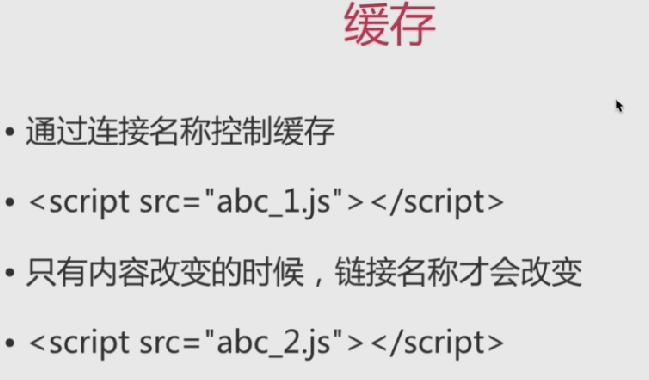 缓存
• 通过连接名称控制缓存
• <script src="abc_1.js"></script>
• 只有内容改变的时候，链接名称才会改变
• <script src="abc_2.js"></script>